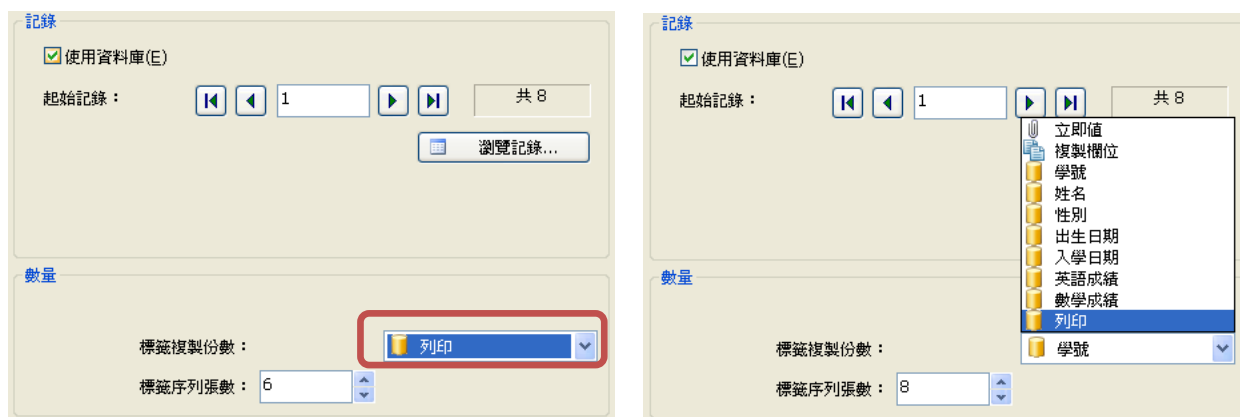 記錄
使用資料庫(E)
起始記錄：
1
共 8
瀏覽記錄...
數量
標籤複製份數：
列印
標籤序列張數：
6
記錄
使用資料庫(E)
起始記錄：
1
共 8
立即值
複製欄位
學號
姓名
性別
出生日期
入學日期
英語成績
數學成績
列印
數量
標籤複製份數：
學號
標籤序列張數：
8